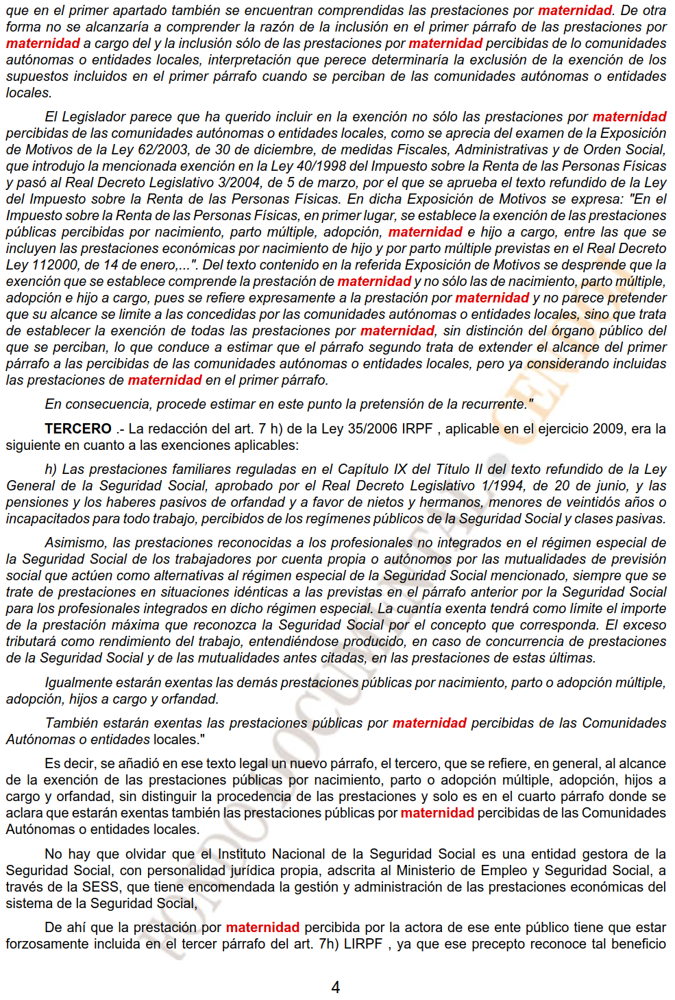 que en el primer apartado también se encuentran comprendidas las prestaciones por maternidad. De otra
forma no se alcanzaría a comprender la razón de la inclusión en el primer párrafo de las prestaciones por
maternidad a cargo del y la inclusión sólo de las prestaciones por maternidad percibidas de lo comunidades
autónomas o entidades locales, interpretación que perece determinaría la exclusión de la exención de los
supuestos incluidos en el primer párrafo cuando se perciban de las comunidades autónomas o entidades
locales.
El Legislador parece que ha querido incluir en la exención no sólo las prestaciones por maternidad
percibidas de las comunidades autónomas o entidades locales, como se aprecia del examen de la Exposición
de Motivos de la Ley 62/2003, de 30 de diciembre, de medidas Fiscales, Administrativas y de Orden Social,
que introdujo la mencionada exención en la Ley 40/1998 del Impuesto sobre la Renta de las Personas Físicas
y pasó al Real Decreto Legislativo 3/2004, de 5 de marzo, por el que se aprueba el texto refundido de la Ley
del Impuesto sobre la Renta de las Personas Físicas. En dicha Exposición de Motivos se expresa: "En el
Impuesto sobre la Renta de las Personas Físicas, en primer lugar, se establece la exención de las prestaciones
públicas percibidas por nacimiento, parto múltiple, adopción, maternidad e hijo a cargo, entre las que se
incluyen las prestaciones económicas por nacimiento de hijo y por parto múltiple previstas en el Real Decreto
Ley 112000, de 14 de enero,...". Del texto contenido en la referida Exposición de Motivos se desprende que la
exención que se establece comprende la prestación de maternidad y no sólo las de nacimiento, parto múltiple,
adopción e hijo a cargo, pues se refiere expresamente a la prestación por maternidad y no parece pretender
que su alcance se limite a las concedidas por las comunidades autónomas o entidades locales, sino que trata
de establecer la exención de todas las prestaciones por maternidad, sin distinción del órgano público del
que se perciban, lo que conduce a estimar que el párrafo segundo trata de extender el alcance del primer
párrafo a las percibidas de las comunidades autónomas o entidades locales, pero ya considerando incluidas
las prestaciones de maternidad en el primer párrafo.
En consecuencia, procede estimar en este punto la pretensión de la recurrente."
TERCERO .- La redacción del art. 7 h) de la Ley 35/2006 IRPF , aplicable en el ejercicio 2009, era la
siguiente en cuanto a las exenciones aplicables:
h) Las prestaciones familiares reguladas en el Capítulo IX del Título II del texto refundido de la Ley
General de la Seguridad Social, aprobado por el Real Decreto Legislativo 1/1994, de 20 de junio, y las
pensiones y los haberes pasivos de orfandad y a favor de nietos y hermanos, menores de veintidós años o
incapacitados para todo trabajo, percibidos de los regímenes públicos de la Seguridad Social y clases pasivas.
Asimismo, las prestaciones reconocidas a los profesionales no integrados en el régimen especial de
la Seguridad Social de los trabajadores por cuenta propia o autónomos por las mutualidades de previsión
social que actúen como alternativas al régimen especial de la Seguridad Social mencionado, siempre que se
trate de prestaciones en situaciones idénticas a las previstas en el párrafo anterior por la Seguridad Social
para los profesionales integrados en dicho régimen especial. La cuantía exenta tendrá como límite el importe
de la prestación máxima que reconozca la Seguridad Social por el concepto que corresponda. El exceso
tributará como rendimiento del trabajo, entendiéndose producido, en caso de concurrencia de prestaciones
de la Seguridad Social y de las mutualidades antes citadas, en las prestaciones de estas últimas.
Igualmente estarán exentas las demás prestaciones públicas por nacimiento, parto o adopción múltiple,
adopción, hijos a cargo y orfandad.
También estarán exentas las prestaciones públicas por maternidad percibidas de las Comunidades
Autónomas o entidades locales."
Es decir, se añadió en ese texto legal un nuevo párrafo, el tercero, que se refiere, en general, al alcance
de la exención de las prestaciones públicas por nacimiento, parto o adopción múltiple, adopción, hijos a
cargo y orfandad, sin distinguir la procedencia de las prestaciones y solo es en el cuarto párrafo donde se
aclara que estarán exentas también las prestaciones públicas por maternidad percibidas de las Comunidades
Autónomas o entidades locales.
No hay que olvidar que el Instituto Nacional de la Seguridad Social es una entidad gestora de la
Seguridad Social, con personalidad jurídica propia, adscrita al Ministerio de Empleo y Seguridad Social, a
través de la SESS, que tiene encomendada la gestión y administración de las prestaciones económicas del
sistema de la Seguridad Social,
De ahí que la prestación por maternidad percibida por la actora de ese ente público tiene que estar
forzosamente incluida en el tercer párrafo del art. 7h) LIRPF , ya que ese precepto reconoce tal beneficio
4
FONDO DOCUMENTAL • CENDOJ